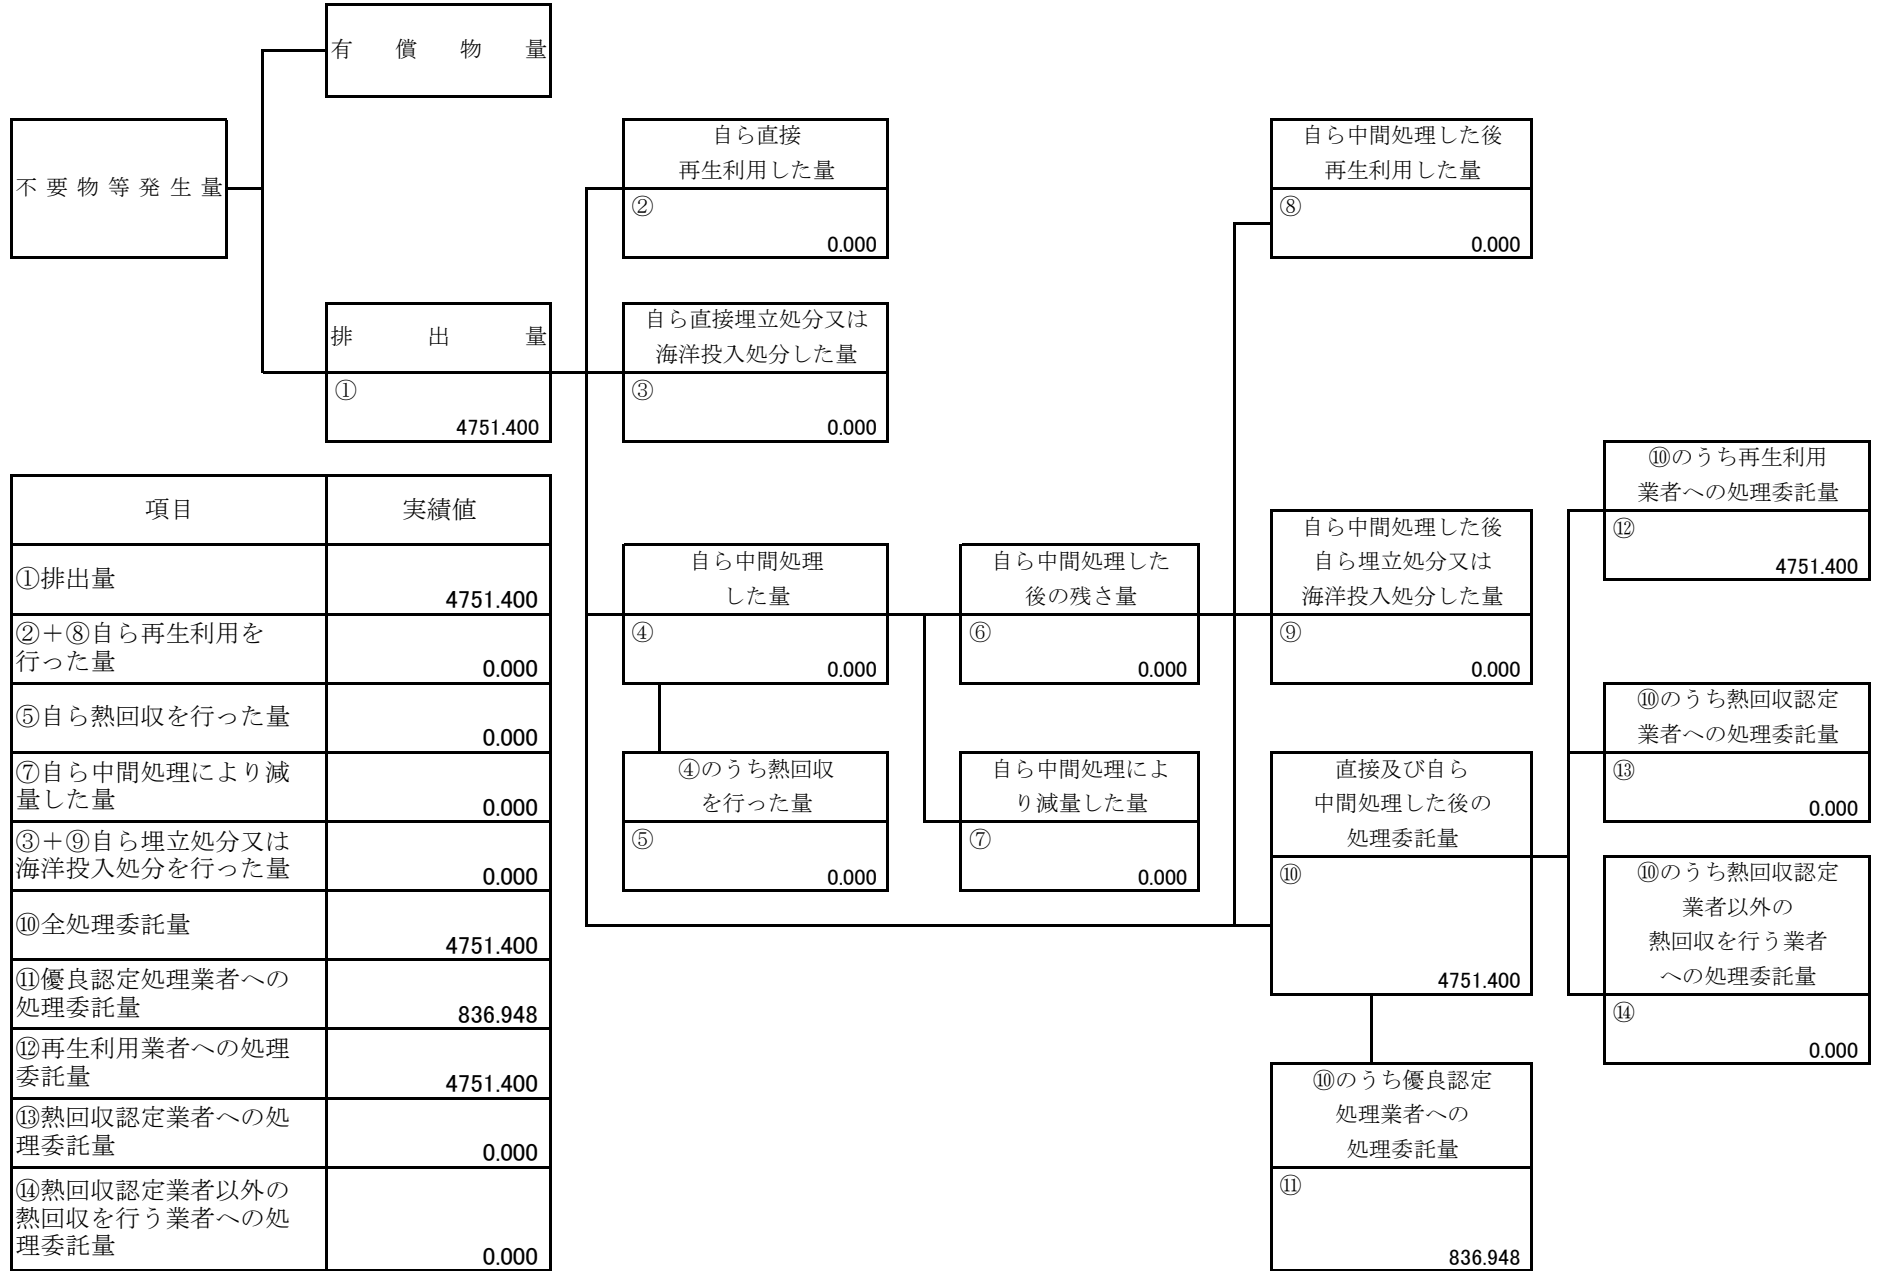 有償物量
不要物等発生量
排出量
①
4751.400
自ら直接
再生利用した量
②
0.000
自ら直接埋立処分又は
海洋投入処分した量
③
0.000
自ら中間処理
した量
④
0.000
④のうち熱回収
を行った量
⑤
0.000
自ら中間処理した
後の残さ量
⑥
0.000
自ら中間処理によ
り減量した量
⑦
0.000
自ら中間処理した後
再生利用した量
⑧
0.000
自ら中間処理した後
自ら埋立処分又は
海洋投入処分した量
⑨
0.000
直接及び自ら
中間処理した後の
処理委託量
⑩
4751.400
⑩のうち優良認定
処理業者への
処理委託量
⑪
836.948
⑩のうち再生利用
業者への処理委託量
⑫
4751.400
⑩のうち熱回収認定
業者への処理委託量
⑬
0.000
⑩のうち熱回収認定
業者以外の
熱回収を行う業者
への処理委託量
⑭
0.000
項目 実績値
①排出量
4751.400
②＋⑧自ら再生利用を
行った量
0.000
⑤自ら熱回収を行った量
0.000
⑦自ら中間処理により減
量した量
0.000
③＋⑨自ら埋立処分又は
海洋投入処分を行った量
0.000
⑩全処理委託量
4751.400
⑪優良認定処理業者への
処理委託量
836.948
⑫再生利用業者への処理
委託量
4751.400
⑬熱回収認定業者への処
理委託量
0.000
⑭熱回収認定業者以外の
熱回収を行う業者への処
理委託量
0.000